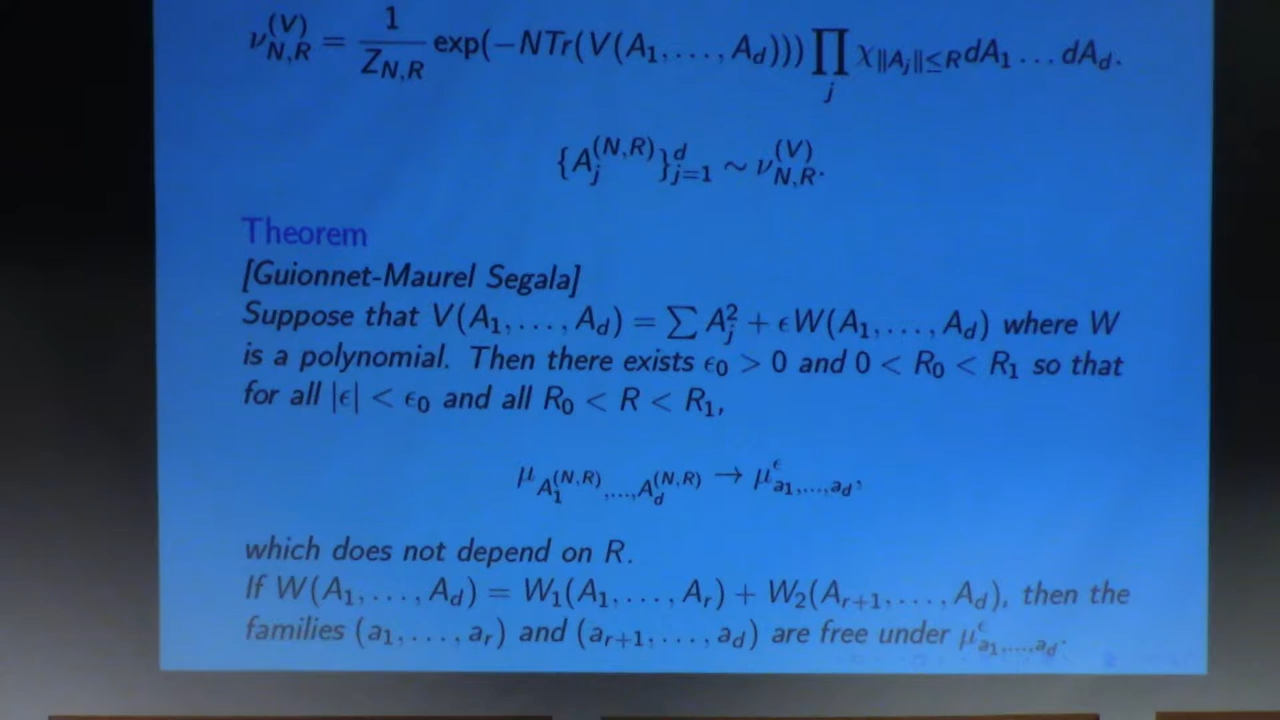 ν_{N,R}^{(V)} = \frac{1}{Z_{N,R}} exp(−NTr(V(A_1, . . . , A_d))) ∏_j χ_{‖A_j‖≤R} dA_1 . . . dA_d.
{A_j^{(N,R)}}_{j=1}^d ∼ ν_{N,R}^{(V)}.
Theorem
[Guionnet-Maurel Segala]
Suppose that V(A_1, . . . , A_d) = ∑ A_j^2 + ϵW(A_1, . . . , A_d) where W
is a polynomial. Then there exists ϵ_0 > 0 and 0 < R_0 < R_1 so that
for all |ϵ| < ϵ_0 and all R_0 < R < R_1,
μ_{A_1^{(N,R)},...,A_d^{(N,R)}} → μ^ϵ_{a_1,...,a_d},
which does not depend on R.
If W(A_1, . . . , A_d) = W_1(A_1, . . . , A_r) + W_2(A_{r+1}, . . . , A_d), then the
families (a_1, . . . , a_r) and (a_{r+1}, . . . , a_d) are free under μ^ϵ_{a_1,...,a_d}.